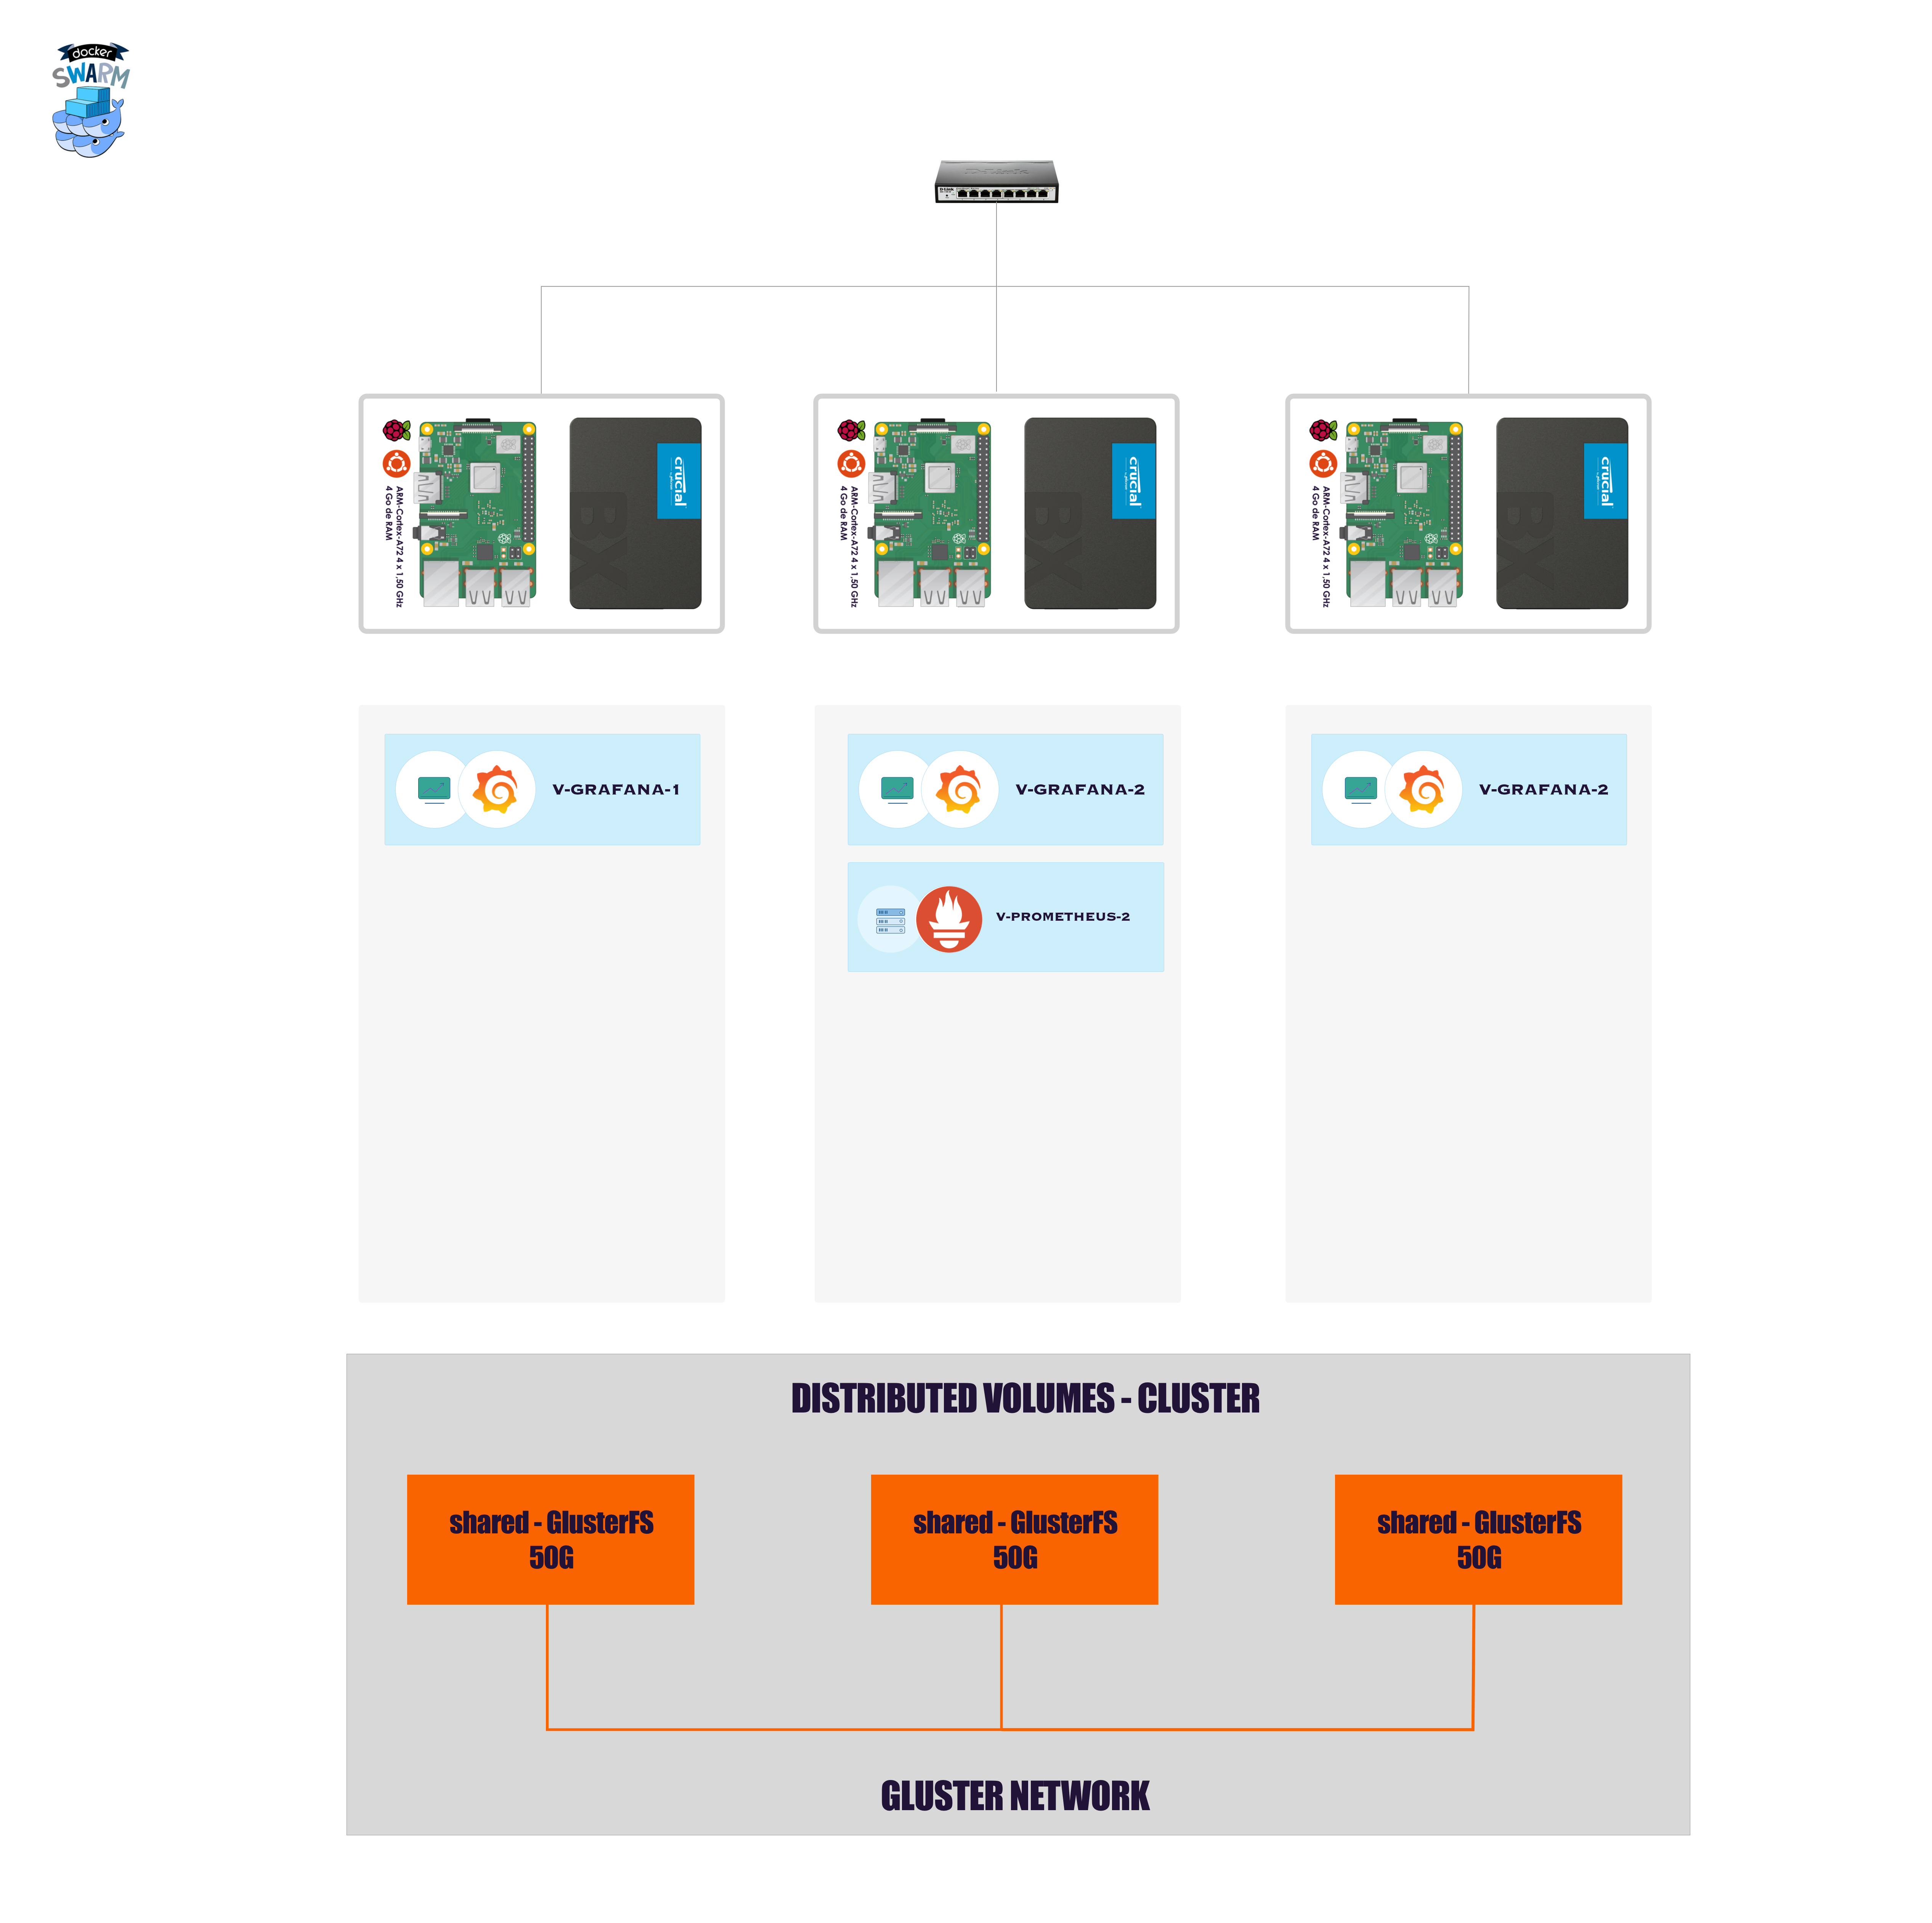 docker
SWARM
D-Link
ARM-Cortex-A72 4 x 1,50 GHz
4 Go de RAM
crucial
BX
ARM-Cortex-A72 4 x 1,50 GHz
4 Go de RAM
crucial
BX
ARM-Cortex-A72 4 x 1,50 GHz
4 Go de RAM
crucial
BX
V-GRAFANA-1
V-GRAFANA-2
V-GRAFANA-2
V-PROMETHEUS-2
DISTRIBUTED VOLUMES - CLUSTER
shared - GlusterFS
50G
shared - GlusterFS
50G
shared - GlusterFS
50G
GLUSTER NETWORK